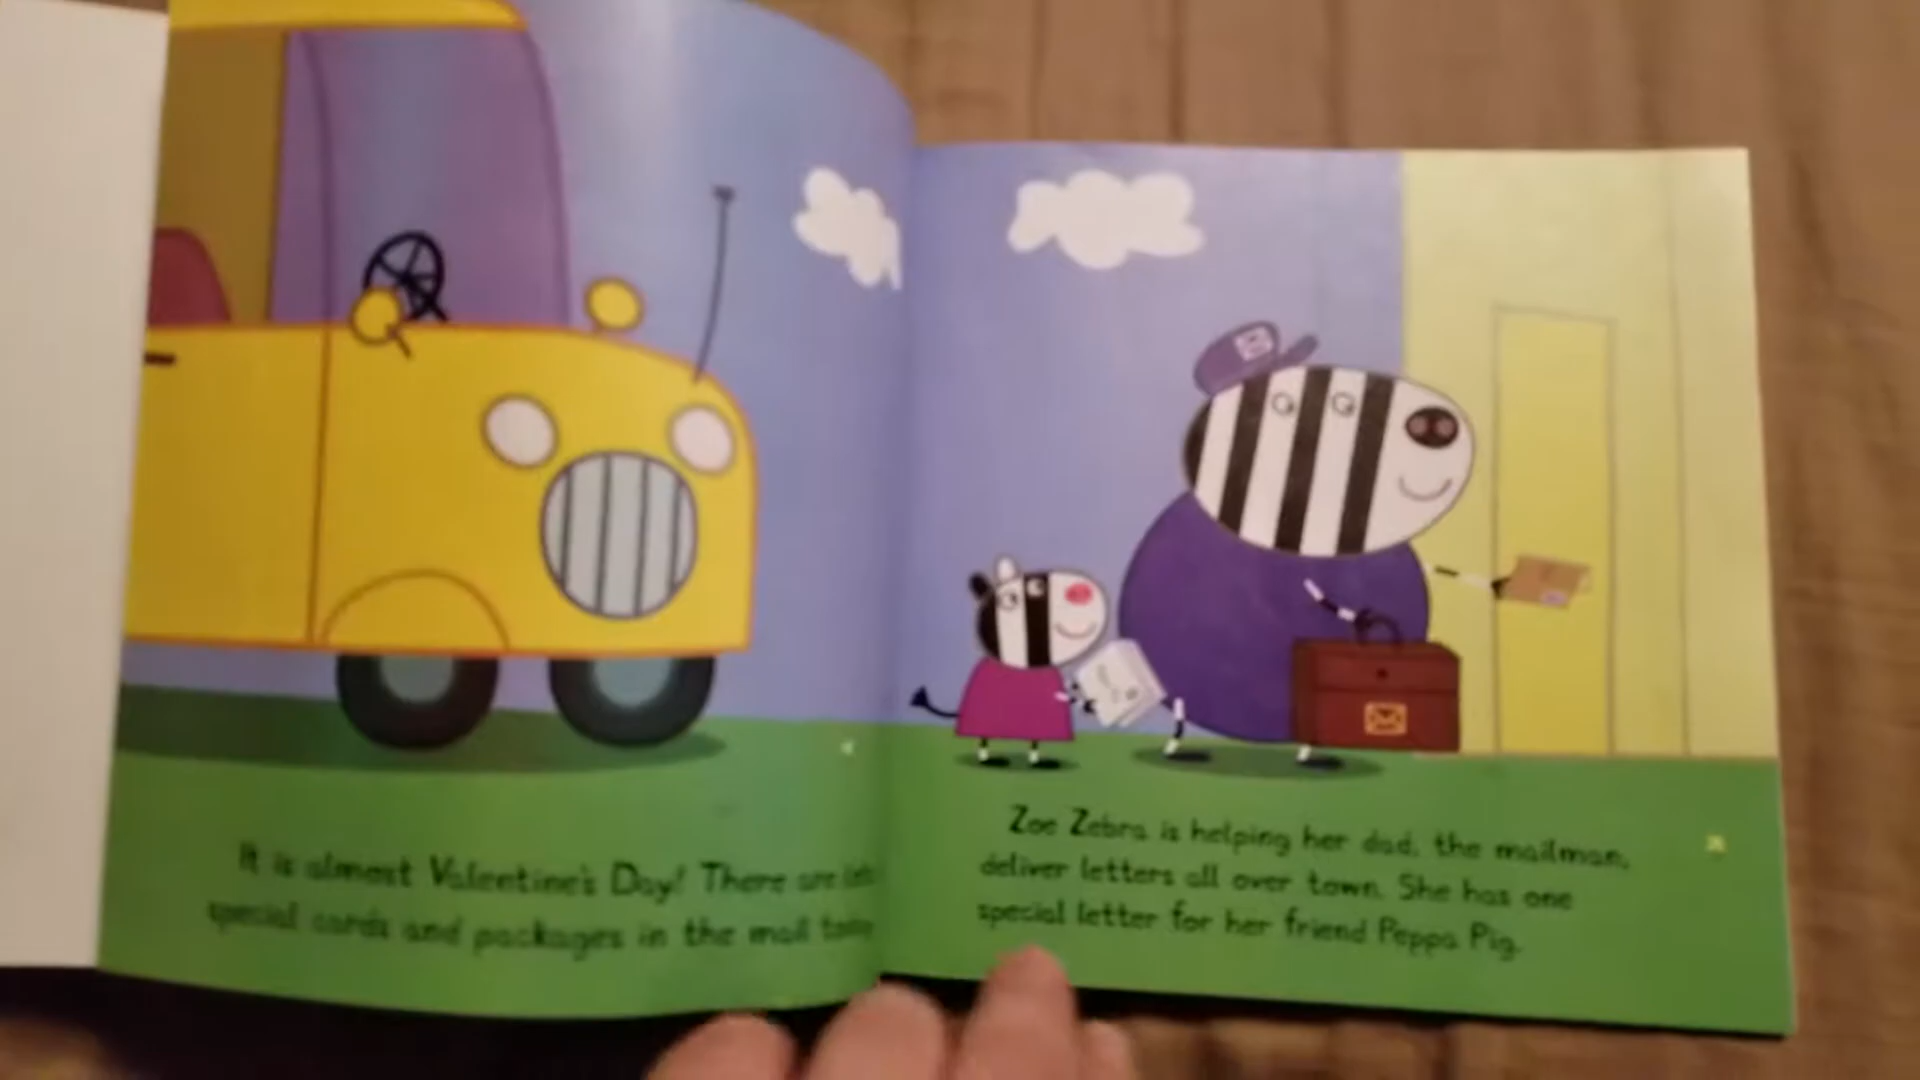 It is almost Valentine's Day! There are lots
special cards and packages in the mail today
Zoe Zebra is helping her dad, the mailman,
deliver letters all over town. She has one
special letter for her friend Peppa Pig.